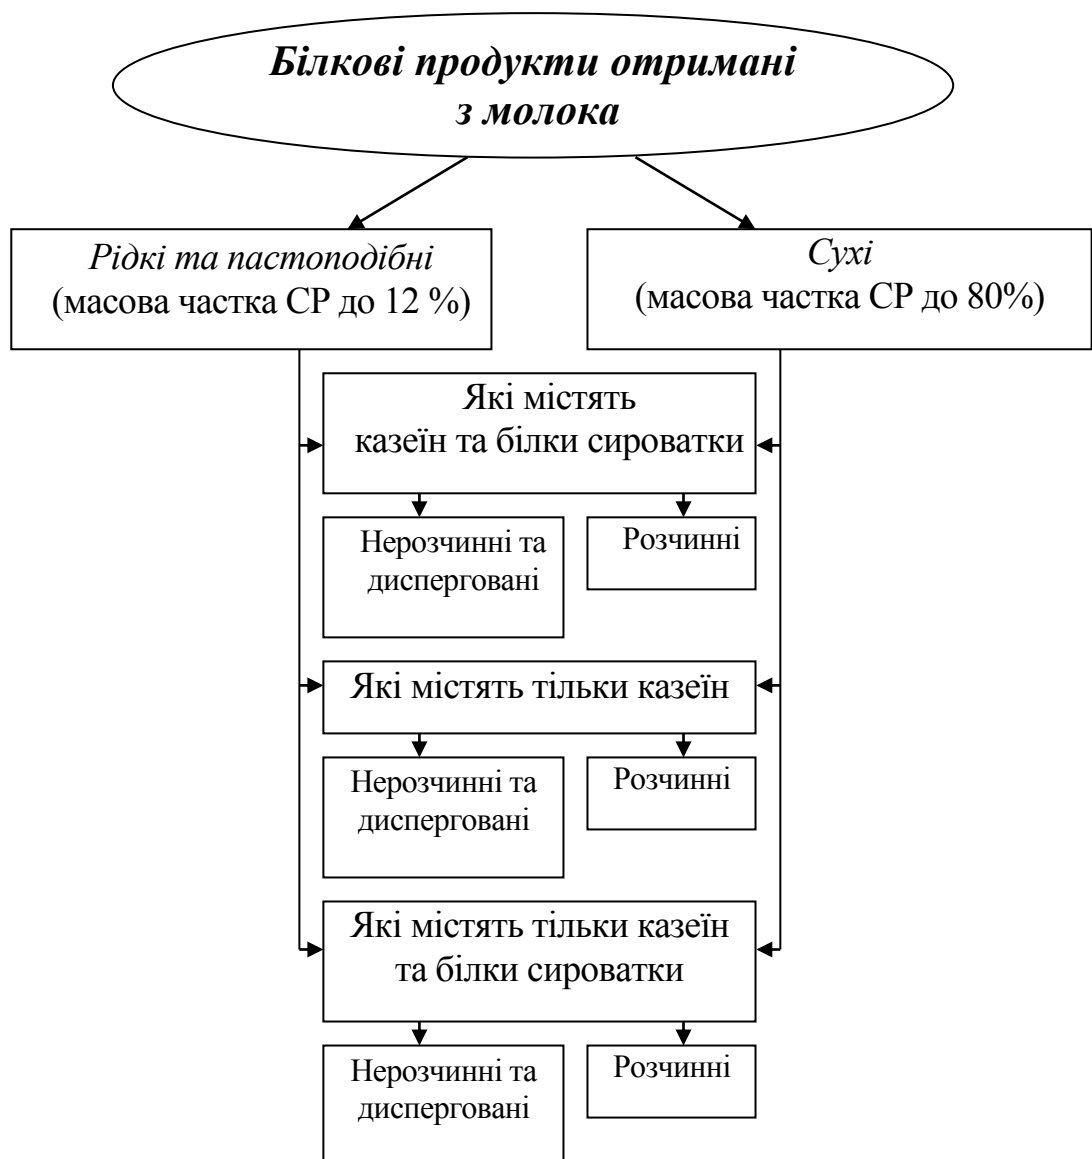 Білкові продукти отримані
з молока
Рідкі та пастоподібні
(масова частка СР до 12 %)
Сухі
(масова частка СР до 80%)
Які містять
казеїн та білки сироватки
Нерозчинні та
дисперговані
Розчинні
Які містять тільки казеїн
Нерозчинні та
дисперговані
Розчинні
Які містять тільки казеїн
та білки сироватки
Нерозчинні та
дисперговані
Розчинні